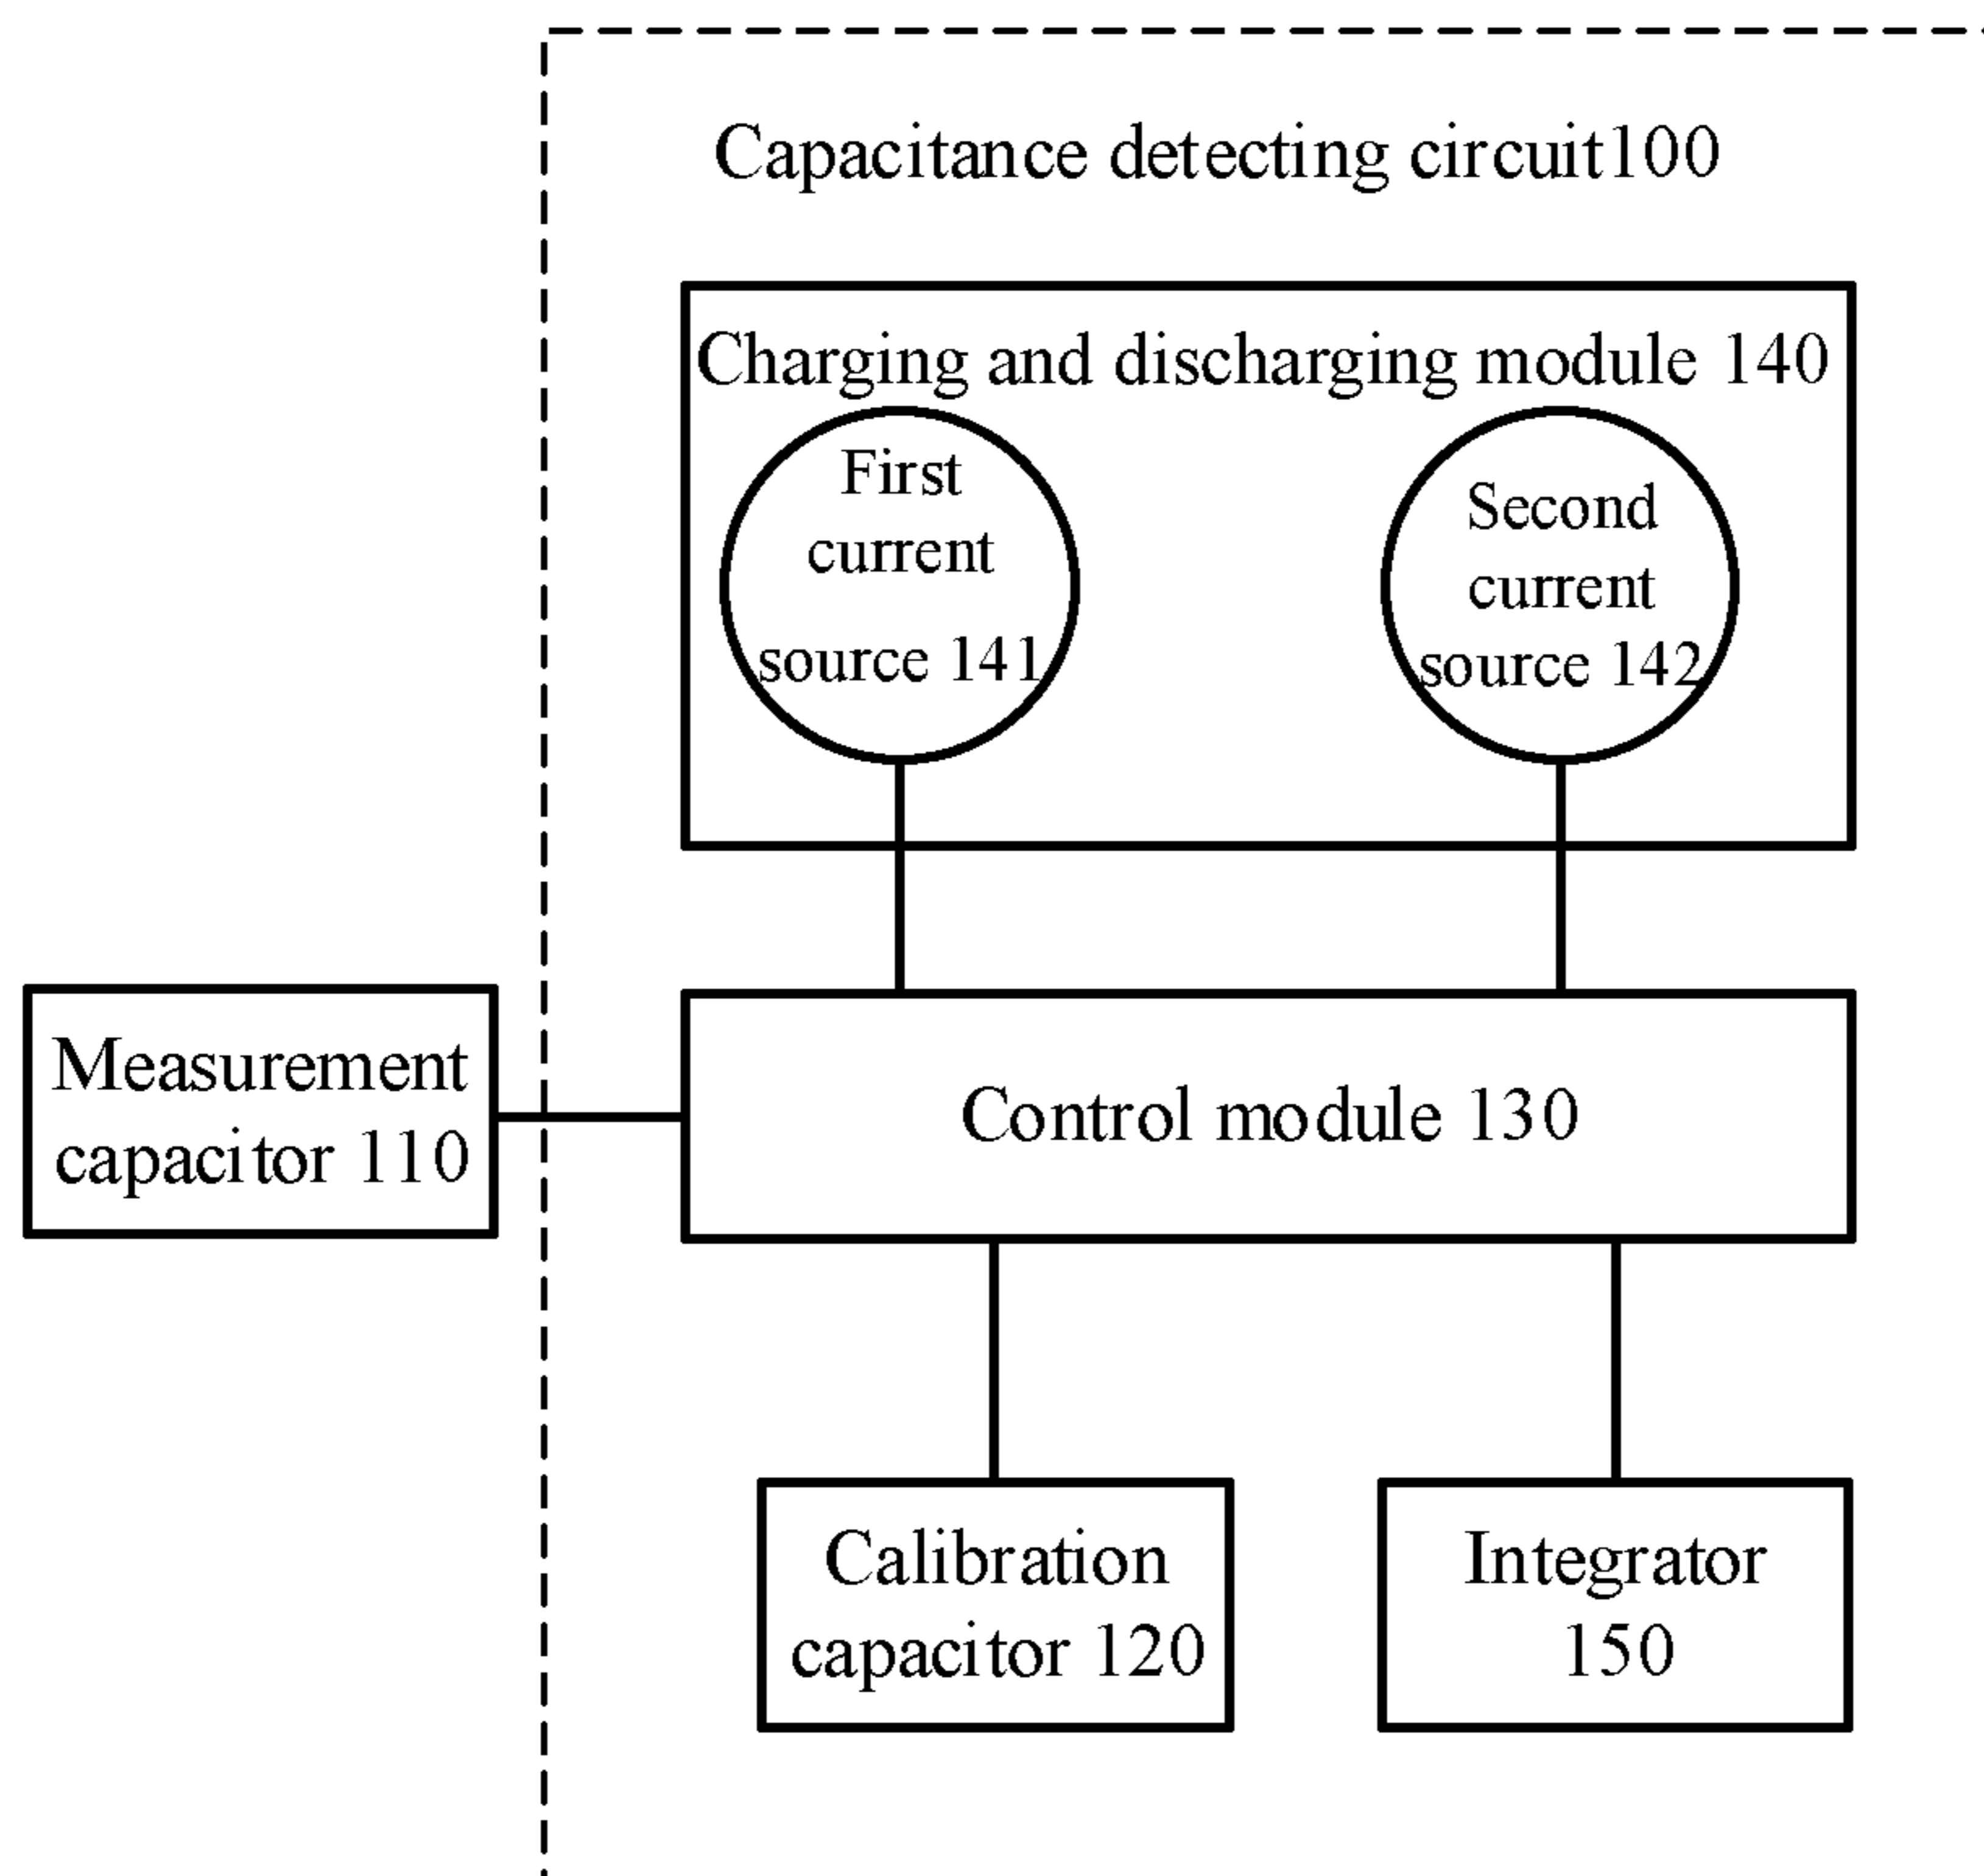 Capacitance detecting circuit100
Charging and discharging module 140
First
current
source 141
Second
current
source 142
Measurement
capacitor 110
Control module 130
Calibration
capacitor 120
Integrator
150